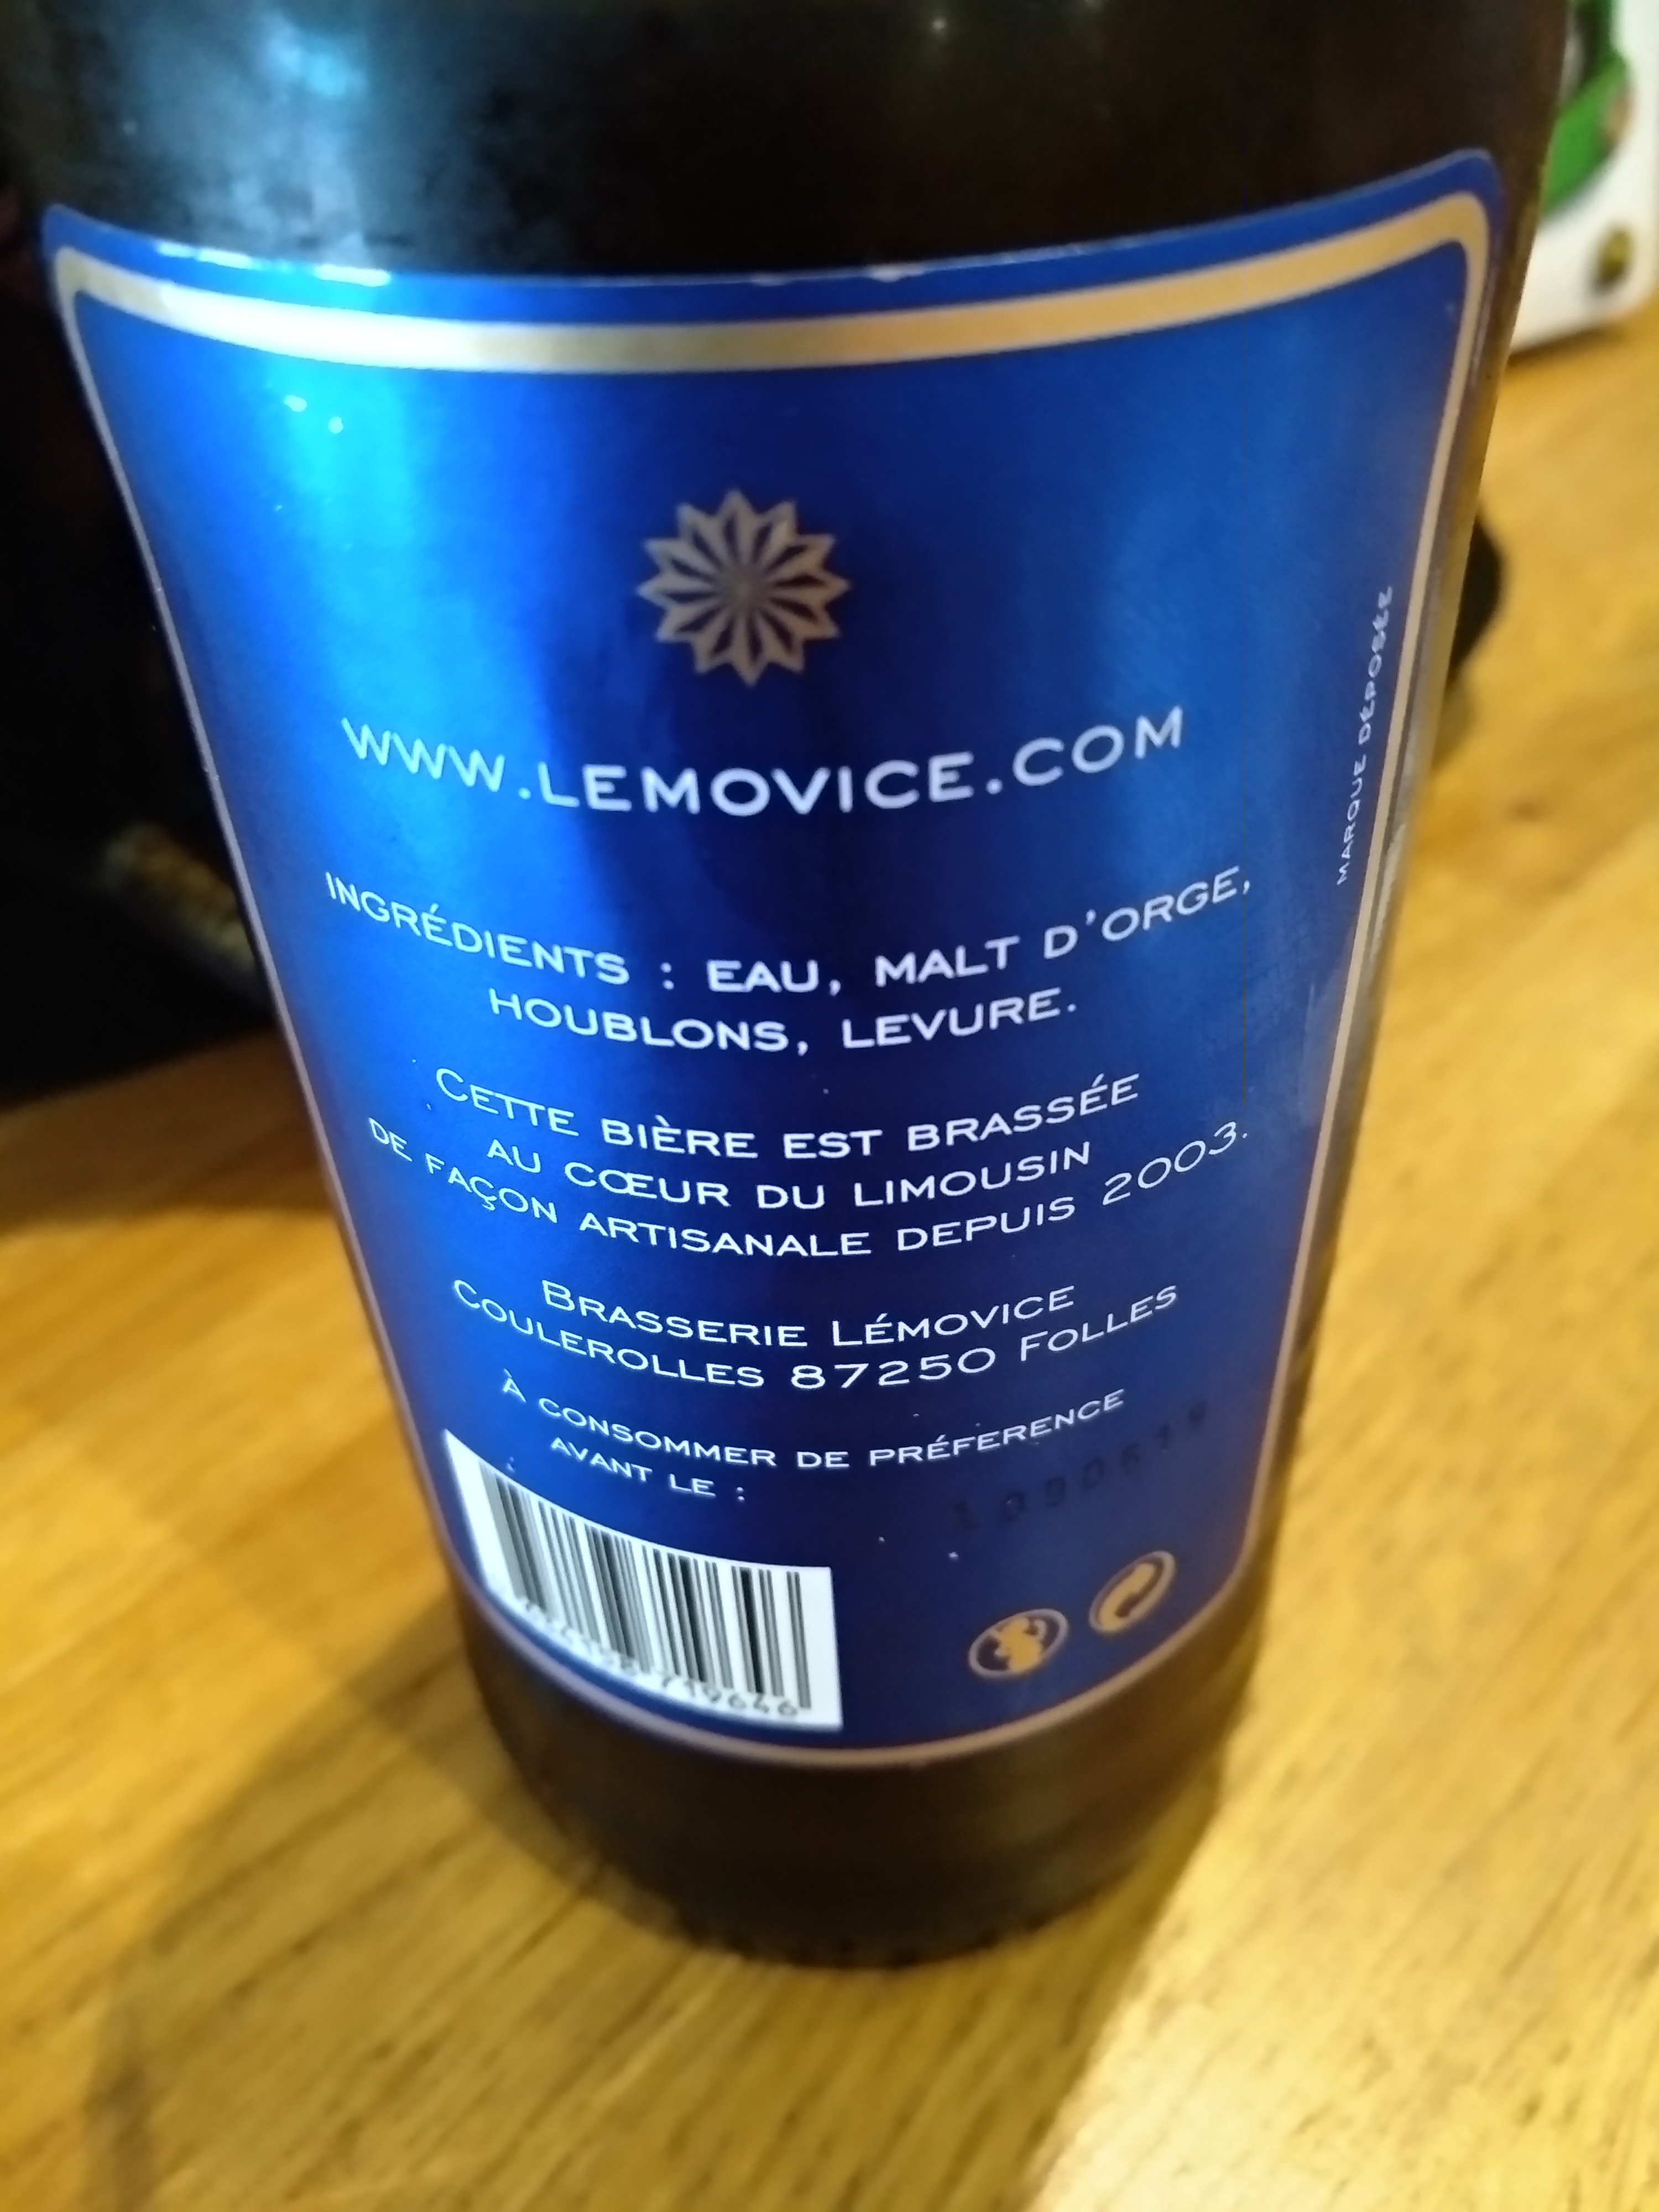 WWW.LEMOVICE.COM
INGRÉDIENTS : EAU, MALT D'ORGE,
HOUBLONS, LEVURE.
CETTE BIÈRE EST BRASSÉE
AU CŒUR DU LIMOUSIN
DE FAÇON ARTISANALE DEPUIS 2003.
BRASSERIE LÉMOVICE
COULEROLLES 87250 FOLLES
À CONSOMMER DE PRÉFERENCE
AVANT LE :
MARQUE DÉPOSÉE